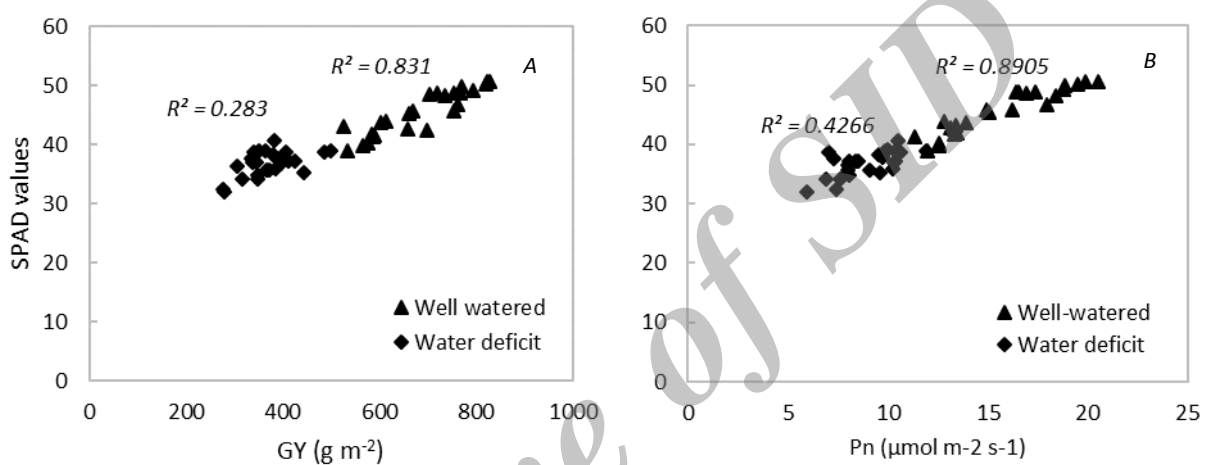 60
50
40
30
20
10
0
SPAD values
R² = 0.831
A
R² = 0.283
▲ Well watered
◆ Water deficit
0 200 400 600 800 1000
GY (g m⁻²)
60
50
40
30
20
10
0
R² = 0.8905
B
R² = 0.4266
▲ Well-watered
◆ Water deficit
0 5 10 15 20 25
Pn (µmol m-2 s-1)
of SID